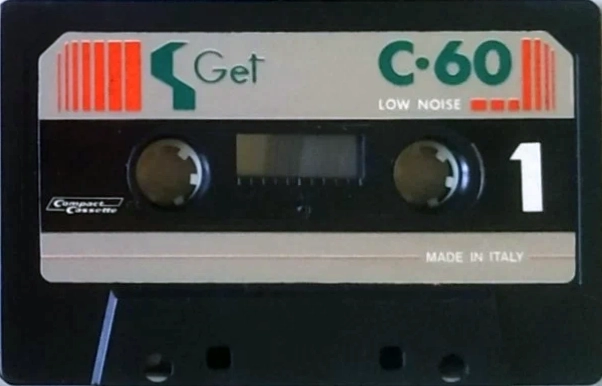 Get
C·60
LOW NOISE
1
Compact
Cassette
MADE IN ITALY